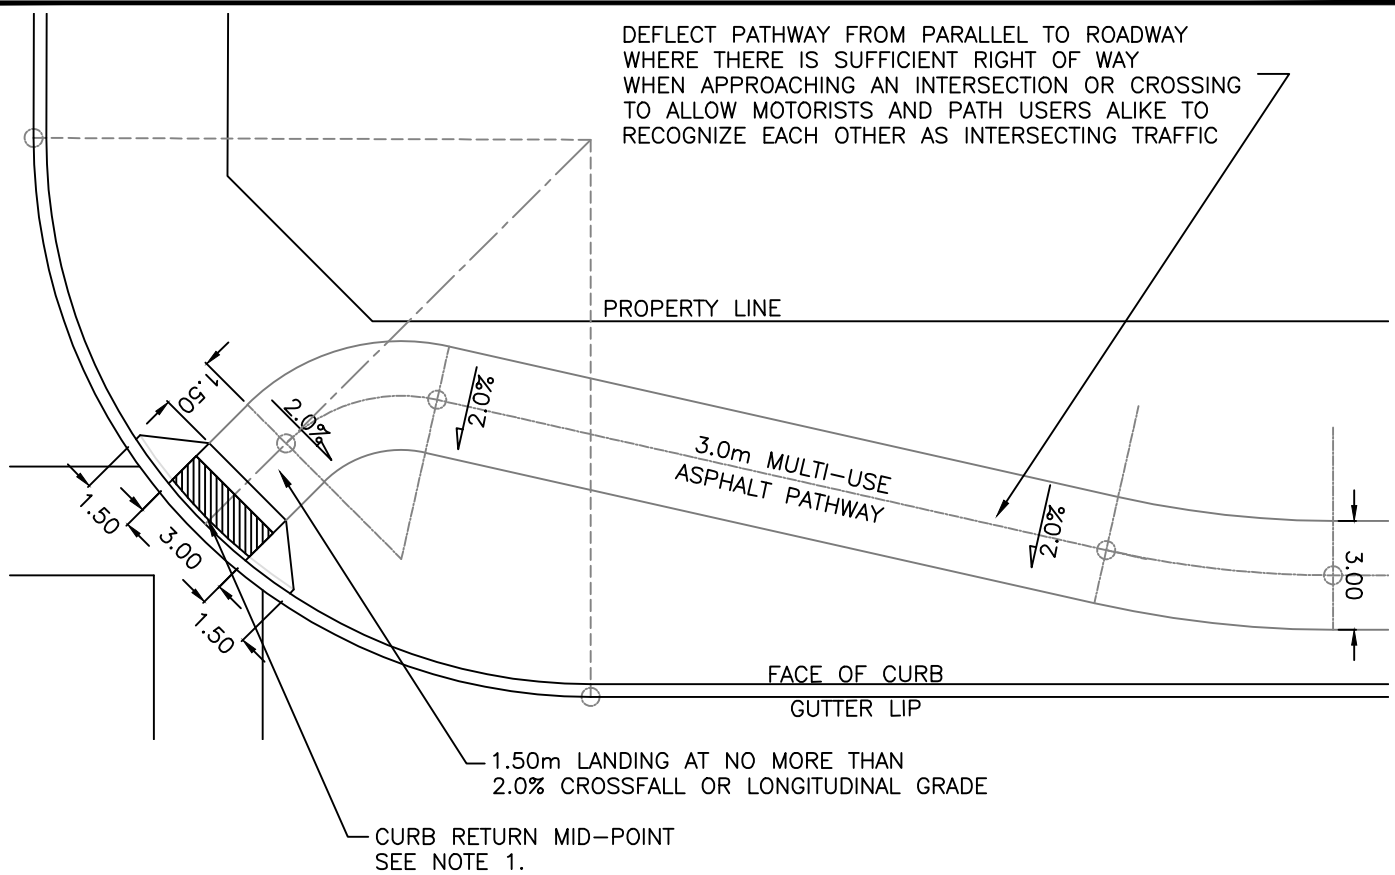 DEFLECT PATHWAY FROM PARALLEL TO ROADWAY
WHERE THERE IS SUFFICIENT RIGHT OF WAY
WHEN APPROACHING AN INTERSECTION OR CROSSING
TO ALLOW MOTORISTS AND PATH USERS ALIKE TO
RECOGNIZE EACH OTHER AS INTERSECTING TRAFFIC
PROPERTY LINE
1.50
1.50
2.0%
2.0%
3.0m MULTI-USE
ASPHALT PATHWAY
2.0%
3.00
3.00
1.50
FACE OF CURB
GUTTER LIP
1.50m LANDING AT NO MORE THAN
2.0% CROSSFALL OR LONGITUDINAL GRADE
CURB RETURN MID-POINT
SEE NOTE 1.